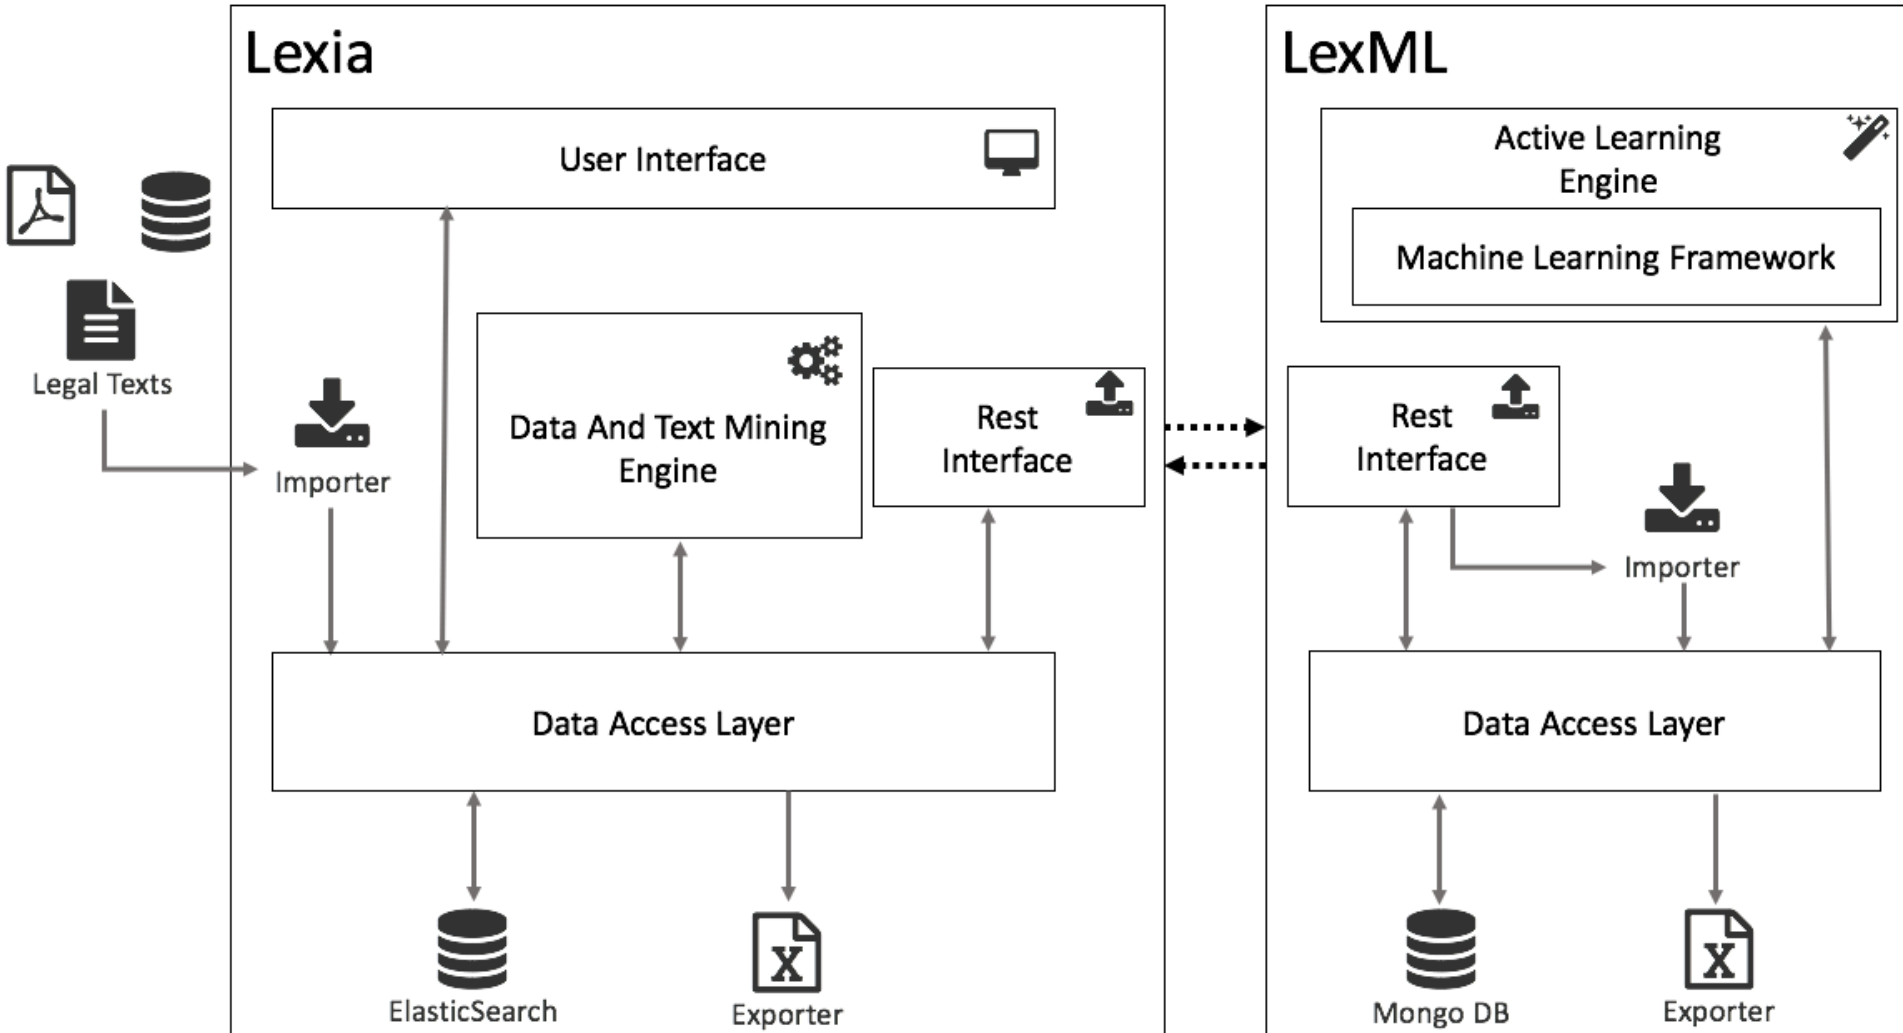 Lexia
User Interface
Legal Texts
Importer
Data And Text Mining
Engine
Rest
Interface
Data Access Layer
ElasticSearch
Exporter
LexML
Active Learning
Engine
Machine Learning Framework
Rest
Interface
Importer
Data Access Layer
Mongo DB
Exporter